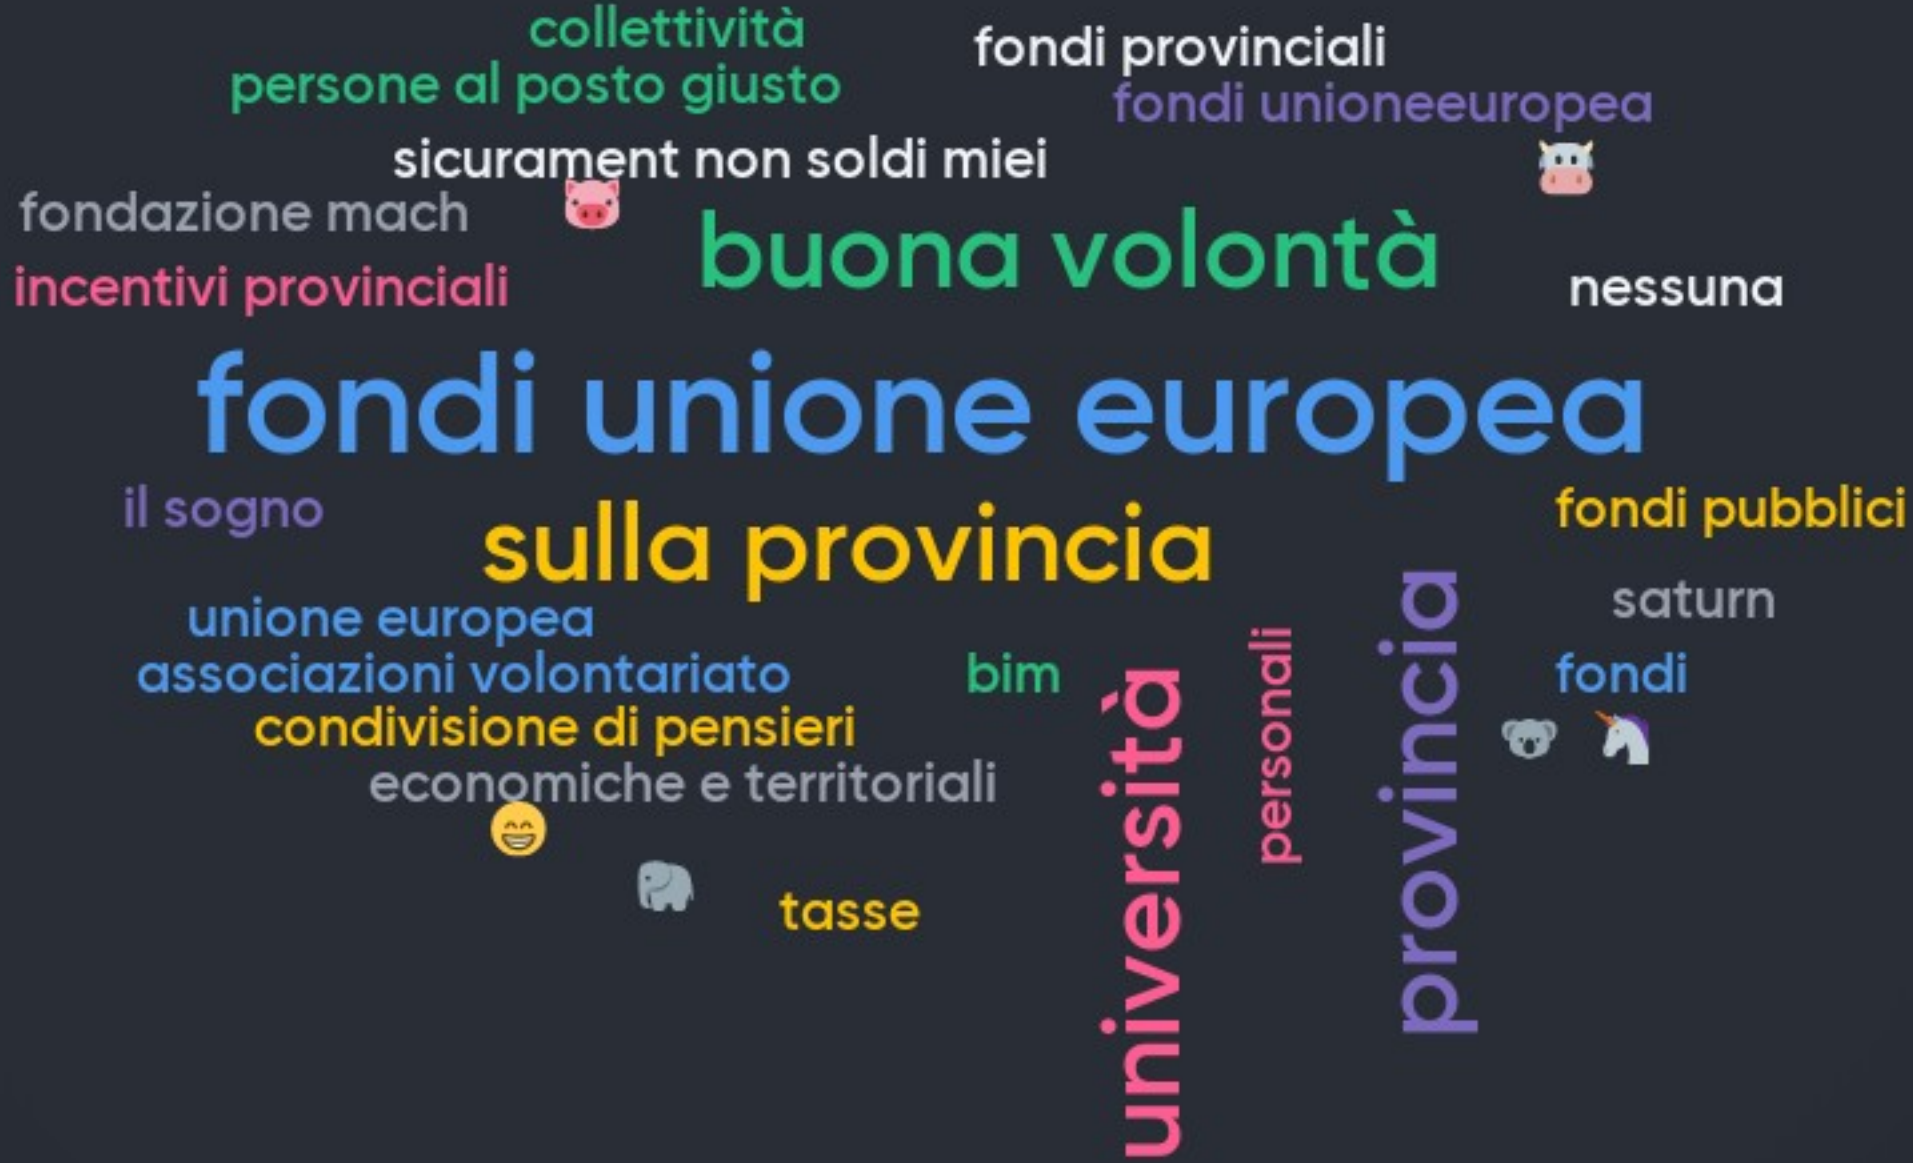 collettività
fondi provinciali
persone al posto giusto
fondi unioneeuropea
sicurament non soldi miei
fondazione mach
buona volontà
incentivi provinciali
nessuna
fondi unione europea
il sogno
sulla provincia
fondi pubblici
unione europea
saturn
associazioni volontariato
bim
fondi
condivisione di pensieri
economiche e territoriali
università
personali
provincia
tasse